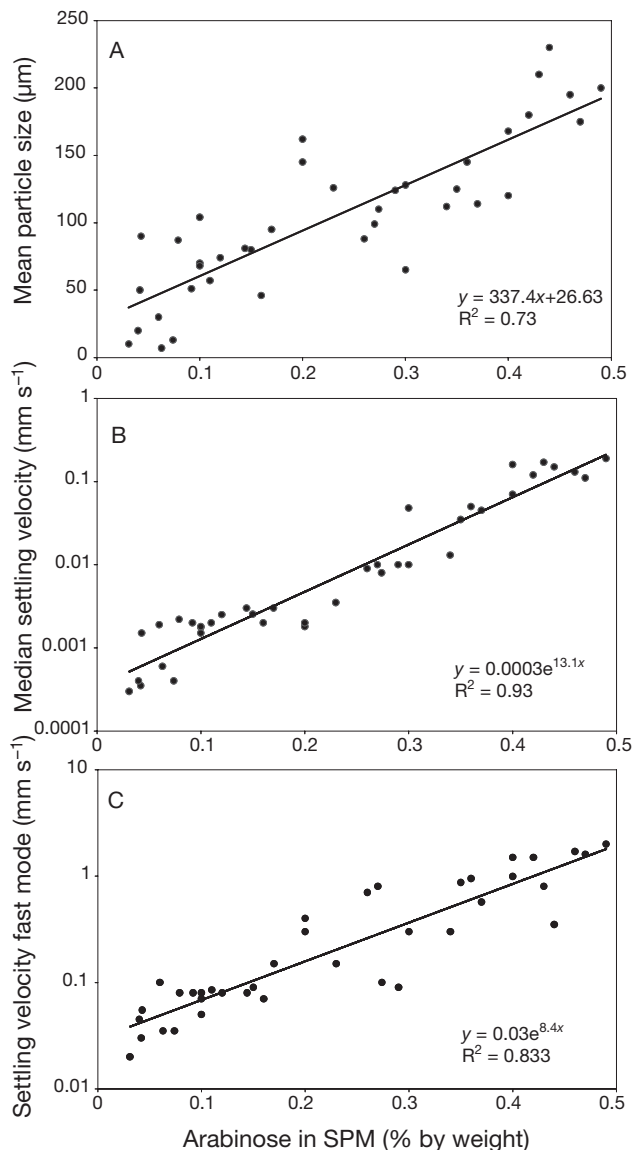 A
Mean particle size (μm)
250
200
150
100
50
0
0
0.1
0.2
0.3
0.4
0.5
y = 337.4x+26.63
R² = 0.73
B
Median settling velocity (mm s⁻¹)
1
0.1
0.01
0.001
0.0001
0
0.1
0.2
0.3
0.4
0.5
y = 0.0003e¹³·¹ˣ
R² = 0.93
C
Settling velocity fast mode (mm s⁻¹)
10
1
0.1
0.01
0
0.1
0.2
0.3
0.4
0.5
y = 0.03e⁸·⁴ˣ
R² = 0.833
Arabinose in SPM (% by weight)